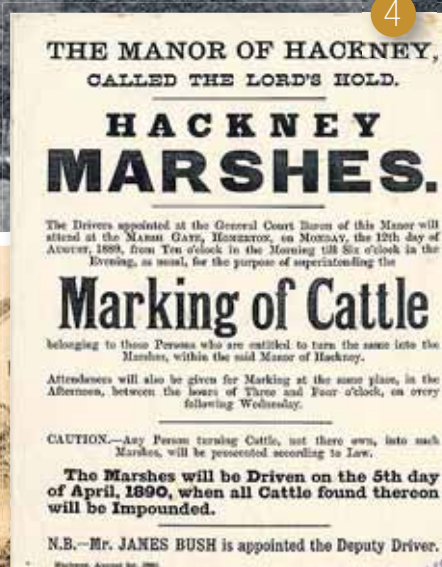 4
THE MANOR OF HACKNEY,
CALLED THE LORD'S HOLD.
HACKNEY
MARSHES.
The Drivers appointed at the General Court Baron of this Manor will
attend at the MARSH GATE, HOMERTON, on MONDAY, the 12th day of
AUGUST, 1889, from Ten o'clock in the Morning till Six o'clock in the
Evening, as usual, for the purpose of superintending the
Marking of Cattle
belonging to those Persons who are entitled to turn the same into the
Marshes, within the said Manor of Hackney.
Attendances will also be given for Marking at the same place, in the
Afternoon, between the hours of Three and Four o'clock, on every
following Wednesday.
CAUTION.—Any Person turning Cattle, not there own, into such
Marshes, will be prosecuted according to Law.
The Marshes will be Driven on the 5th day
of April, 1890, when all Cattle found thereon
will be Impounded.
N.B.—Mr. JAMES BUSH is appointed the Deputy Driver.